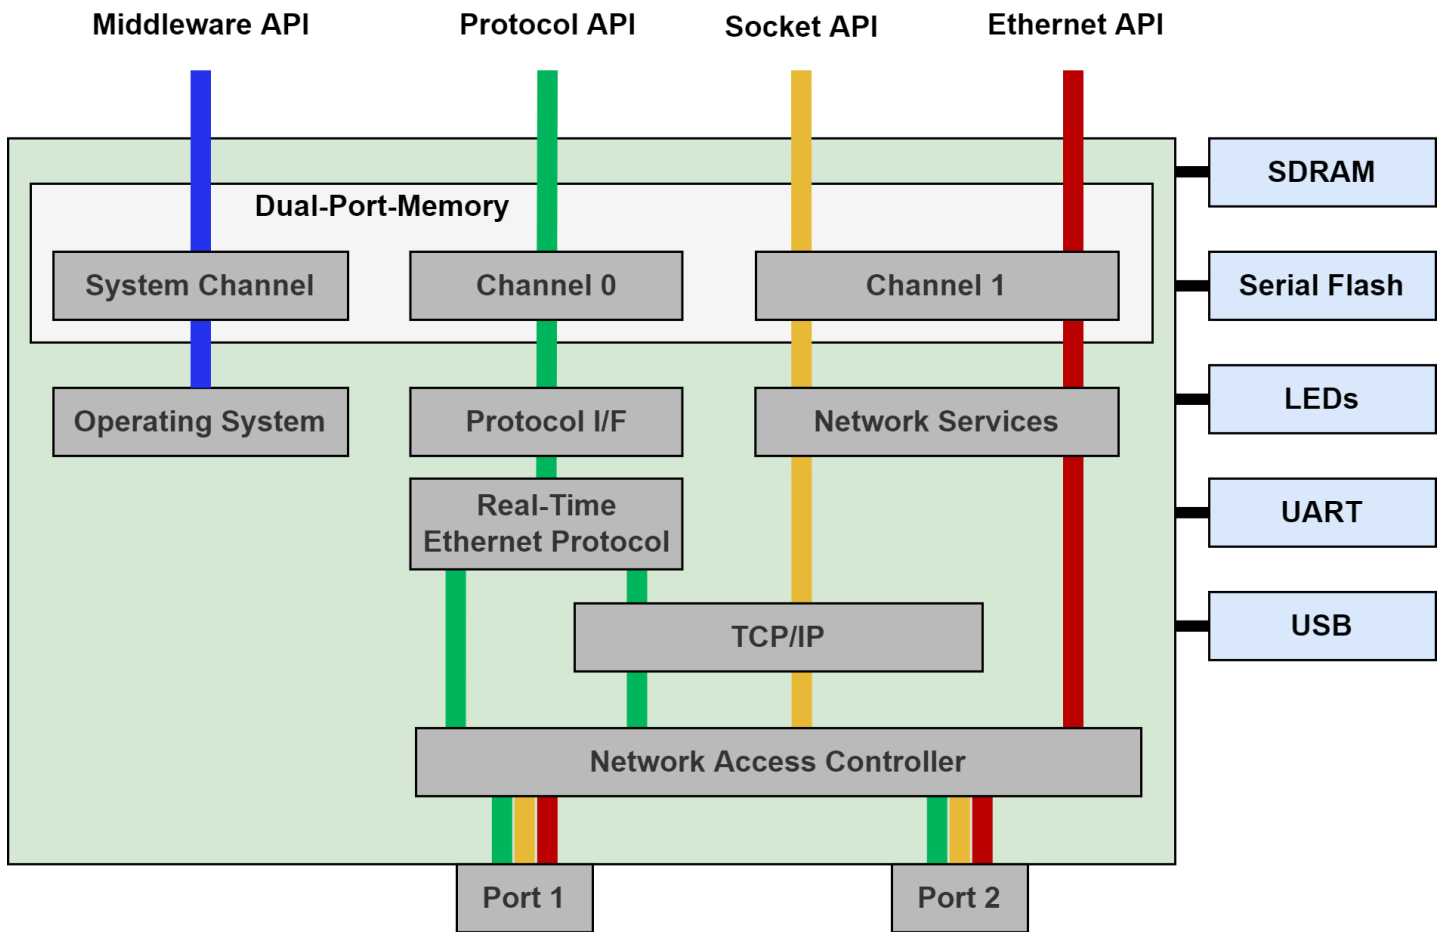 Middleware API
Protocol API
Socket API
Ethernet API
Dual-Port-Memory
SDRAM
System Channel
Channel 0
Channel 1
Serial Flash
Operating System
Protocol I/F
Network Services
LEDs
Real-Time
Ethernet Protocol
UART
TCP/IP
USB
Network Access Controller
Port 1
Port 2